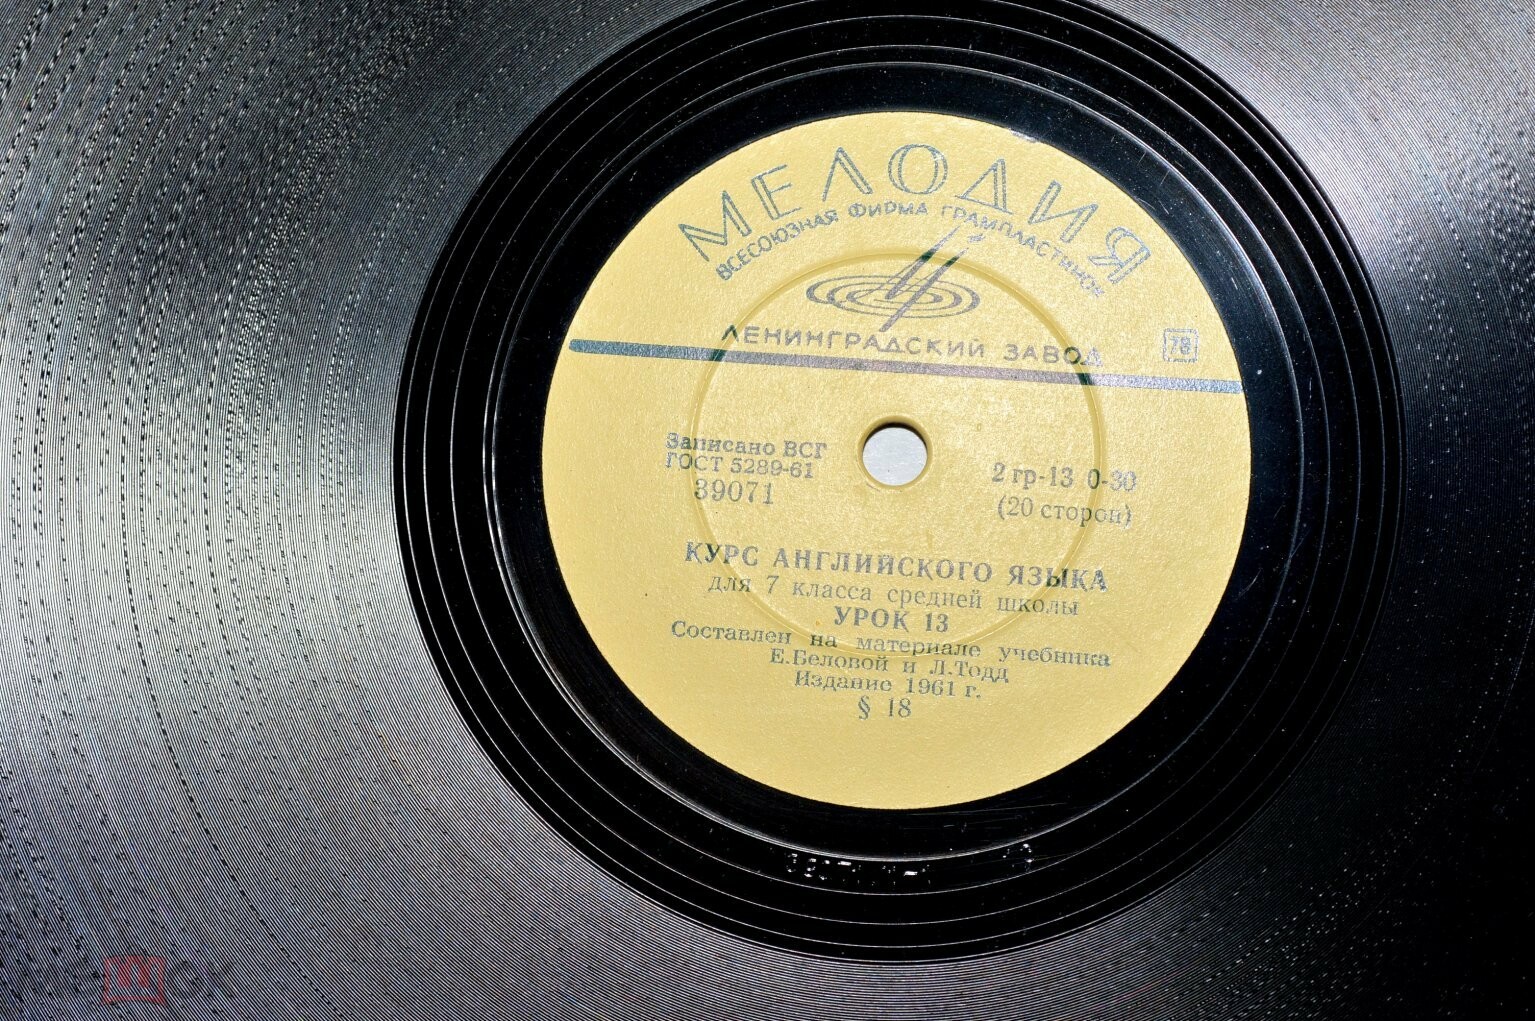 МЕЛОДИЯ
ВСЕСОЮЗНАЯ ФИРМА ГРАМПЛАСТИНОК
ЛЕНИНГРАДСКИЙ ЗАВОД
78
Записано ВСГ
ГОСТ 5289-61
39071
2 гр-13 0-30
(20 сторон)
КУРС АНГЛИЙСКОГО ЯЗЫКА
для 7 класса средней школы
УРОК 13
Составлен на материале учебника
Е.Беловой и Л.Тодд
Издание 1961 г.
§ 18